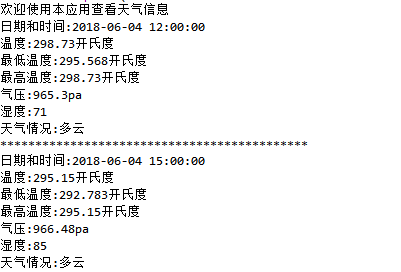 欢迎使用本应用查看天气信息
日期和时间:2018-06-04 12:00:00
温度:298.73开氏度
最低温度:295.568开氏度
最高温度:298.73开氏度
气压:965.3pa
湿度:71
天气情况:多云
********************************************
日期和时间:2018-06-04 15:00:00
温度:295.15开氏度
最低温度:292.783开氏度
最高温度:295.15开氏度
气压:966.48pa
湿度:85
天气情况:多云